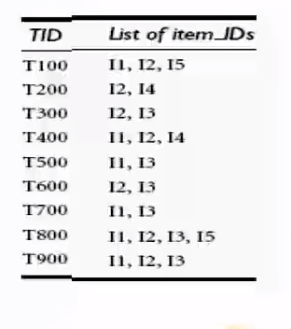 TID List of item_IDs
T100 I1, I2, I5
T200 I2, I4
T300 I2, I3
T400 I1, I2, I4
T500 I1, I3
T600 I2, I3
T700 I1, I3
T800 I1, I2, I3, I5
T900 I1, I2, I3